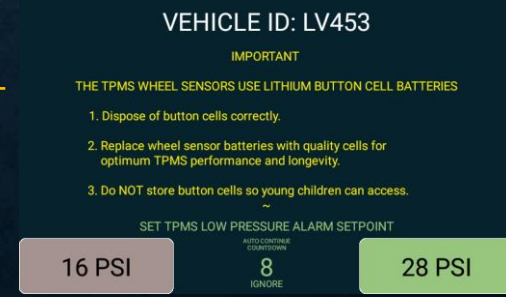 VEHICLE ID: LV453
IMPORTANT
THE TPMS WHEEL SENSORS USE LITHIUM BUTTON CELL BATTERIES
1. Dispose of button cells correctly.
2. Replace wheel sensor batteries with quality cells for
optimum TPMS performance and longevity.
3. Do NOT store button cells so young children can access.
~
SET TPMS LOW PRESSURE ALARM SETPOINT
16 PSI
AUTO CONTINUE
COUNTDOWN
8
IGNORE
28 PSI